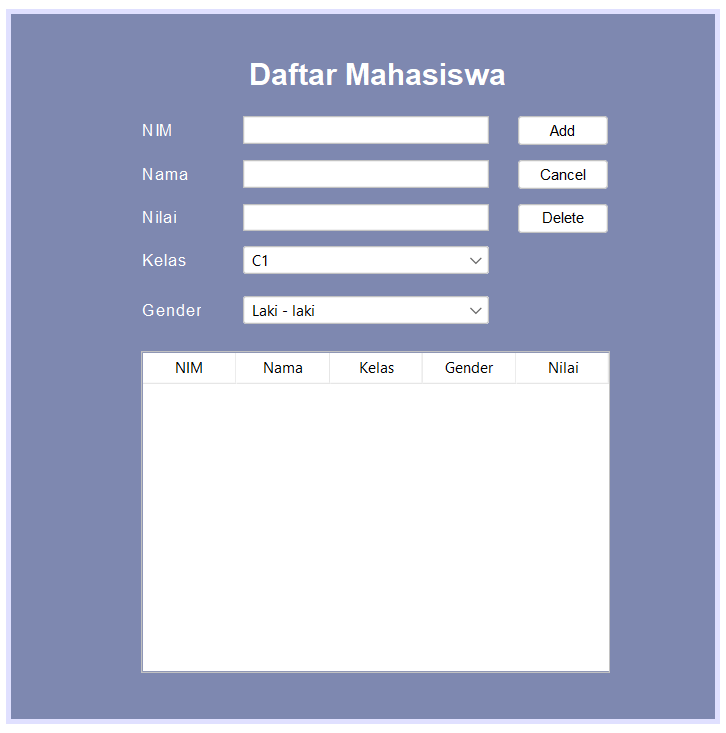 Daftar Mahasiswa
NIM
Add
Nama
Cancel
Nilai
Delete
Kelas
C1
Gender
Laki - laki
NIM Nama Kelas Gender Nilai